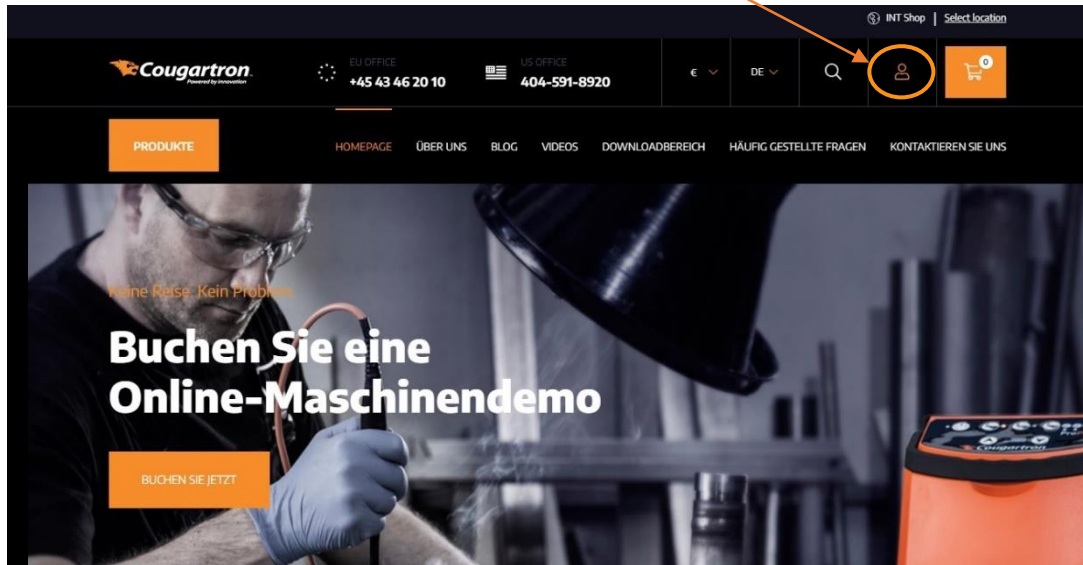 INT Shop | Select location
Cougartron
Powered by innovation
EU OFFICE
+45 43 46 20 10
US OFFICE
404-591-8920
€
DE
0
PRODUKTE
HOMEPAGE
ÜBER UNS
BLOG
VIDEOS
DOWNLOADBEREICH
HÄUFIG GESTELLTE FRAGEN
KONTAKTIEREN SIE UNS
Keine Reise. Kein Problem.
Buchen Sie eine
Online-Maschinendemo
BUCHEN SIE JETZT
Cougartron